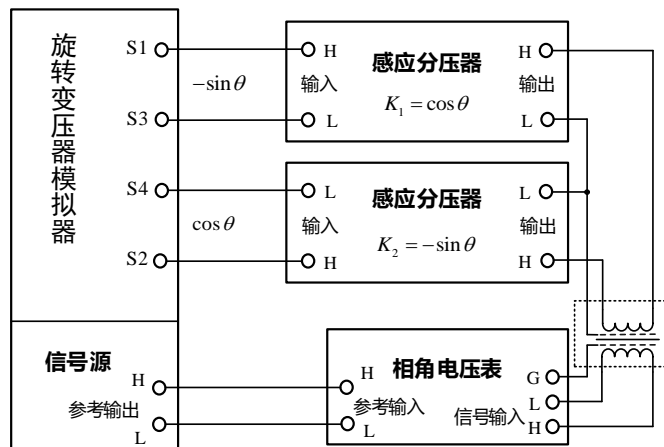 旋转变压器模拟器
S1
−sinθ
S3
S4
cosθ
S2
H
输入
L
感应分压器
K₁ = cosθ
H
输出
L
L
输入
H
感应分压器
K₂ = −sinθ
L
输出
H
信号源
H
参考输出
L
H
参考输入
L
相角电压表
G
L
信号输入
H